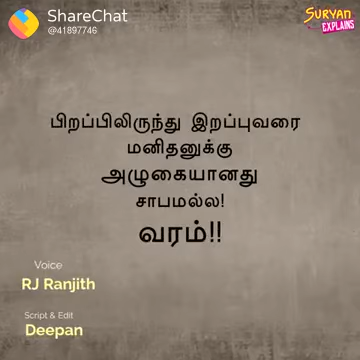 ShareChat
@41897746
SURYAN
EXPLAINS
பிறப்பிலிருந்து இறப்புவரை
மனிதனுக்கு
அழுகையானது
சாபமல்ல!
வரம்!!
Voice
RJ Ranjith
Script & Edit
Deepan